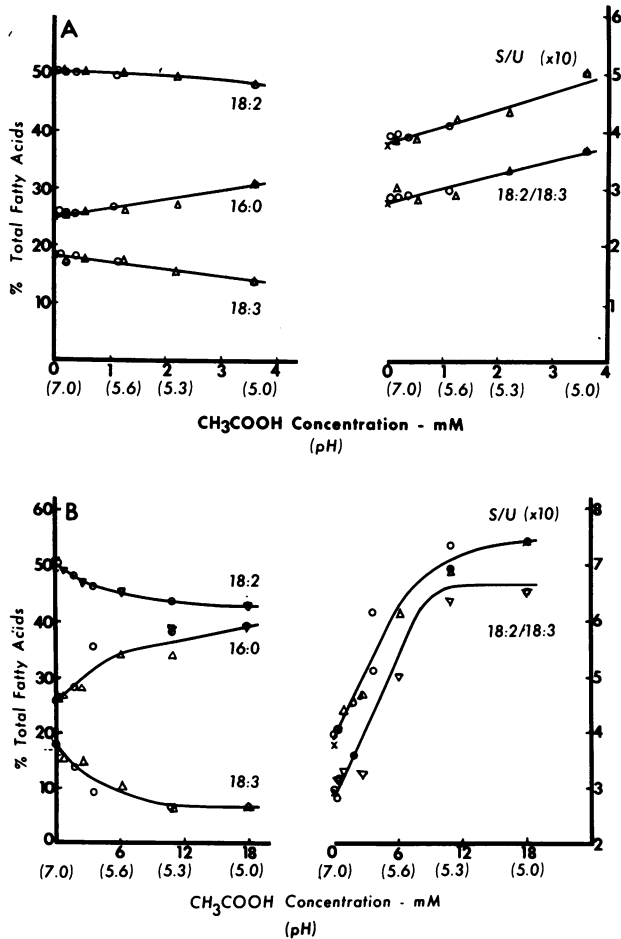 A
% Total Fatty Acids
50
40
30
20
10
0
18:2
16:0
18:3
0 1 2 3 4
(7.0) (5.6) (5.3) (5.0)
S/U (x10)
18:2/18:3
6
5
4
3
2
1
0 1 2 3 4
(7.0) (5.6) (5.3) (5.0)
CH3COOH Concentration - mM
(pH)
B
% Total Fatty Acids
60
50
40
30
20
10
0
18:2
16:0
18:3
6 12 18
(7.0) (5.6) (5.3) (5.0)
S/U (x10)
18:2/18:3
8
7
6
5
4
3
2
0 6 12 18
(7.0) (5.6) (5.3) (5.0)
CH3COOH Concentration - mM
(pH)